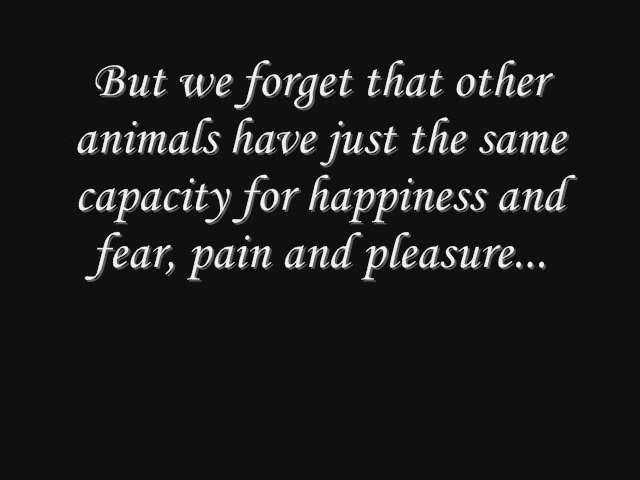 But we forget that other
animals have just the same
capacity for happiness and
fear, pain and pleasure...